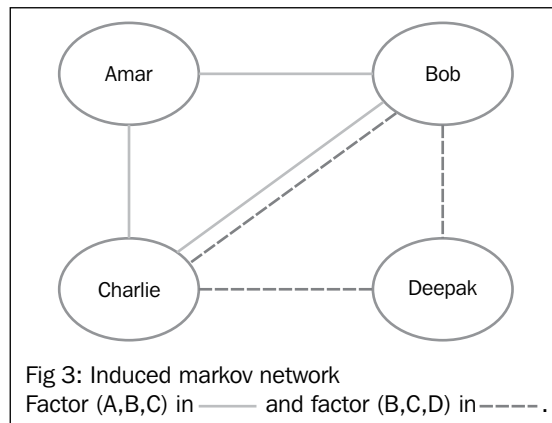 Amar
Bob
Charlie
Deepak
Fig 3: Induced markov network
Factor (A,B,C) in and factor (B,C,D) in .